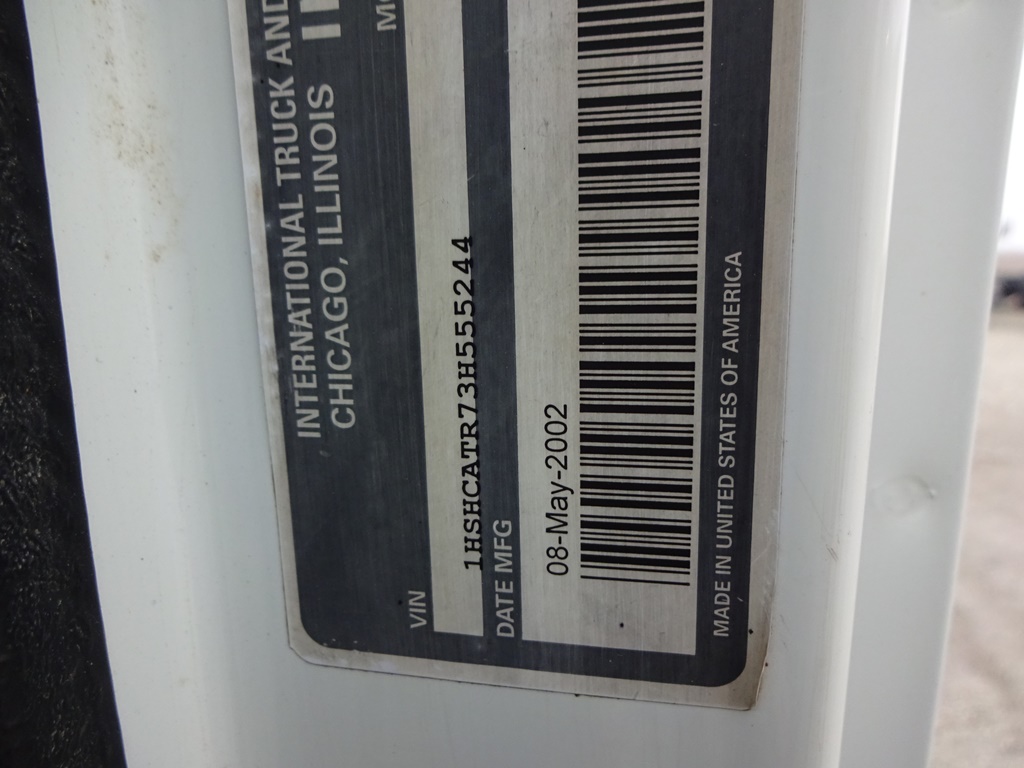 INTERNATIONAL TRUCK AND
CHICAGO, ILLINOIS
VIN
1HSHCATR73H555244
DATE MFG
08-May-2002
MADE IN UNITED STATES OF AMERICA